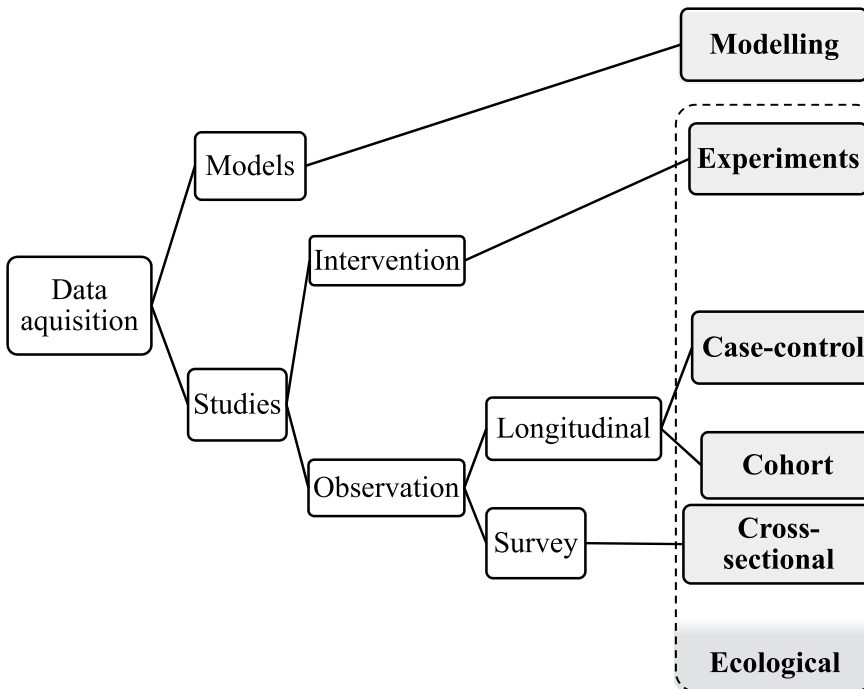 Modelling
Models
Experiments
Intervention
Data
aquisition
Case-control
Studies
Longitudinal
Cohort
Observation
Survey
Cross-
sectional
Ecological